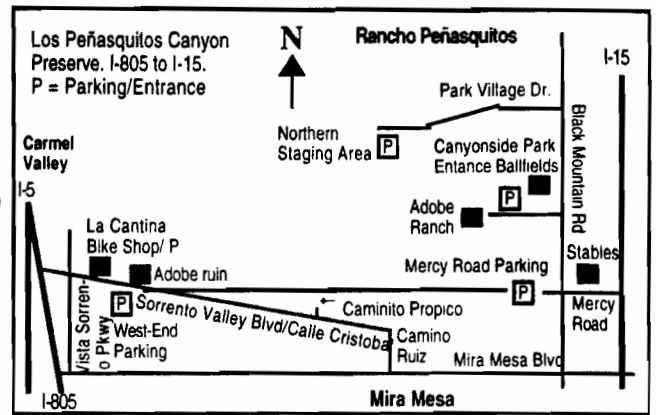 Los Peñasquitos Canyon
Preserve. I-805 to I-15.
P = Parking/Entrance
N
Rancho Peñasquitos
I-15
Park Village Dr.
Black Mountain Rd
Northern
Staging Area
P
Canyonside Park
Entance Ballfields
P
Carmel
Valley
I-5
Adobe
Ranch
La Cantina
Bike Shop/ P
Stables
Adobe ruin
Mercy Road Parking
P
Mercy
Road
P
Sorrento Valley Blvd/Calle Cristoba
Caminito Propico
←
West-End
Parking
Vista Sorren-
o Pkwy
Camino
Ruiz
Mira Mesa Blvd
I-805
Mira Mesa